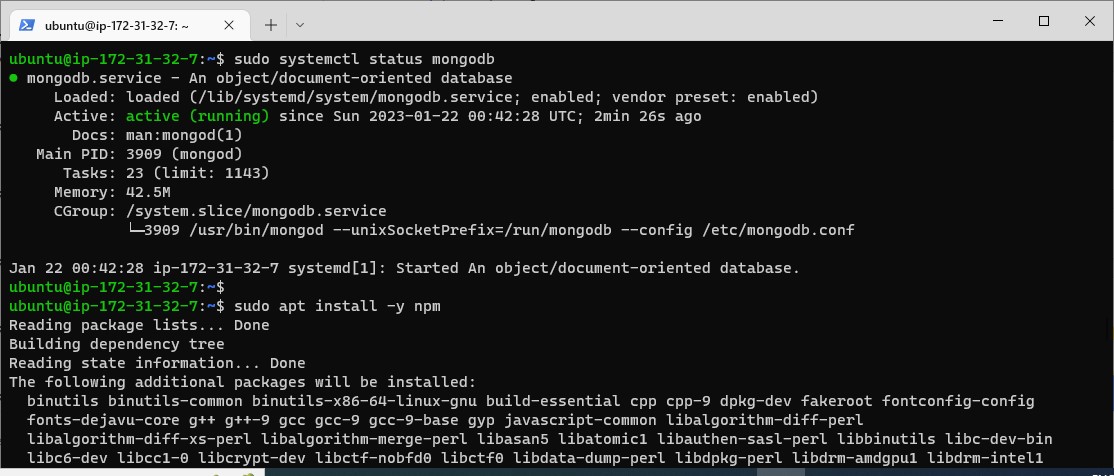 ubuntu@ip-172-31-32-7: ~
ubuntu@ip-172-31-32-7:~$ sudo systemctl status mongodb
● mongodb.service - An object/document-oriented database
Loaded: loaded (/lib/systemd/system/mongodb.service; enabled; vendor preset: enabled)
Active: active (running) since Sun 2023-01-22 00:42:28 UTC; 2min 26s ago
Docs: man:mongod(1)
Main PID: 3909 (mongod)
Tasks: 23 (limit: 1143)
Memory: 42.5M
CGroup: /system.slice/mongodb.service
└─3909 /usr/bin/mongod --unixSocketPrefix=/run/mongodb --config /etc/mongodb.conf
Jan 22 00:42:28 ip-172-31-32-7 systemd[1]: Started An object/document-oriented database.
ubuntu@ip-172-31-32-7:~$
ubuntu@ip-172-31-32-7:~$ sudo apt install -y npm
Reading package lists... Done
Building dependency tree
Reading state information... Done
The following additional packages will be installed:
binutils binutils-common binutils-x86-64-linux-gnu build-essential cpp cpp-9 dpkg-dev fakeroot fontconfig-config
fonts-dejavu-core g++ g++-9 gcc gcc-9 gcc-9-base gyp javascript-common libalgorithm-diff-perl
libalgorithm-diff-xs-perl libalgorithm-merge-perl libasan5 libatomic1 libauthen-sasl-perl libbinutils libc-dev-bin
libc6-dev libcc1-0 libcrypt-dev libctf-nobfd0 libctf0 libdata-dump-perl libdpkg-perl libdrm-amdgpu1 libdrm-intel1